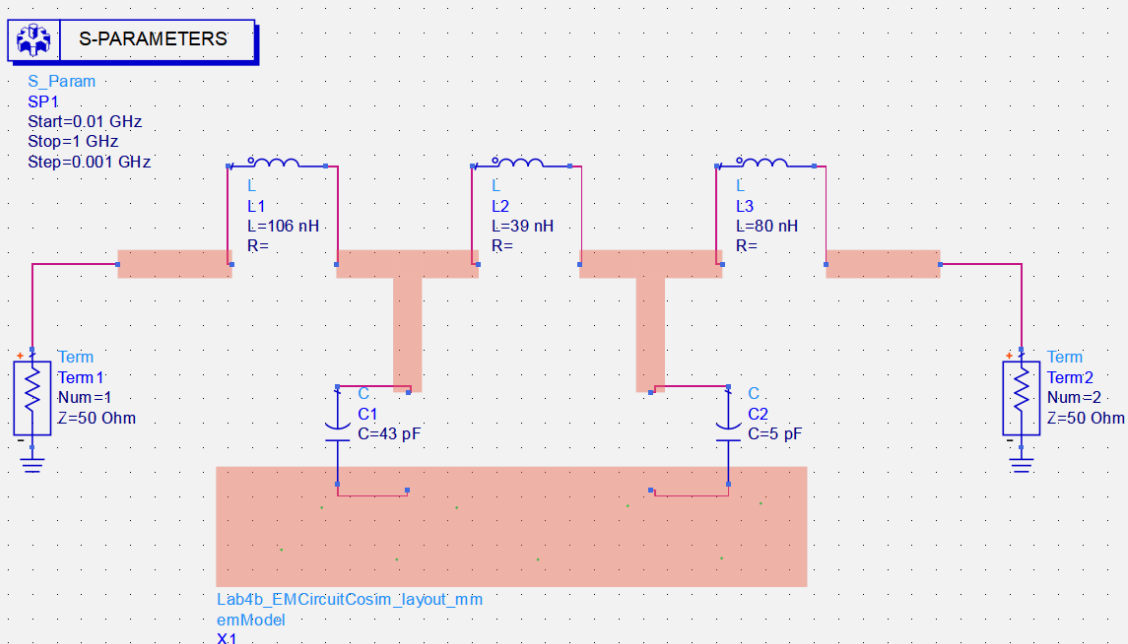 S-PARAMETERS
S_Param
SP1
Start=0.01 GHz
Stop=1 GHz
Step=0.001 GHz
L
L1
L=106 nH
R=
L
L2
L=39 nH
R=
L
L3
L=80 nH
R=
+
Term
Term1
Num=1
Z=50 Ohm
-
C
C1
C=43 pF
C
C2
C=5 pF
+
Term
Term2
Num=2
Z=50 Ohm
-
Lab4b_EMCircuitCosim_layout_mm
emModel
X1